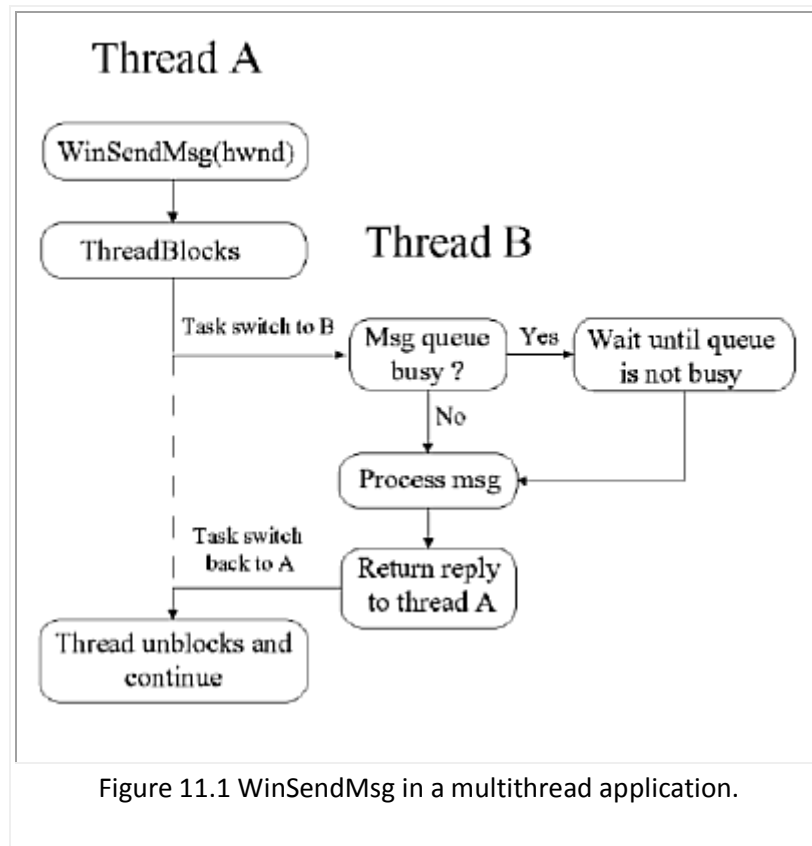 Thread A
WinSendMsg(hwnd)
ThreadBlocks
Thread B
Task switch to B
Msg queue
busy ?
Yes
Wait until queue
is not busy
No
Process msg
Task switch
back to A
Return reply
to thread A
Thread unblocks and
continue
Figure 11.1 WinSendMsg in a multithread application.